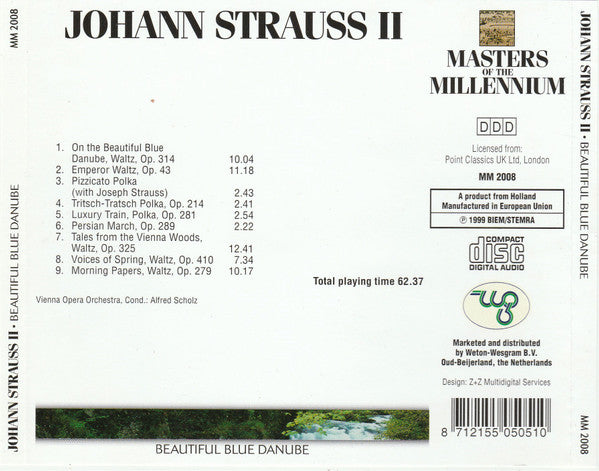 MM 2008
JOHANN STRAUSS II • BEAUTIFUL BLUE DANUBE
JOHANN STRAUSS II
1. On the Beautiful Blue
Danube, Waltz, Op. 314 10.04
2. Emperor Waltz, Op. 43 11.18
3. Pizzicato Polka
(with Joseph Strauss) 2.43
4. Tritsch-Tratsch Polka, Op. 214 2.41
5. Luxury Train, Polka, Op. 281 2.54
6. Persian March, Op. 289 2.22
7. Tales from the Vienna Woods,
Waltz, Op. 325 12.41
8. Voices of Spring, Waltz, Op. 410 7.34
9. Morning Papers, Waltz, Op. 279 10.17
Total playing time 62.37
Vienna Opera Orchestra, Cond.: Alfred Scholz
BEAUTIFUL BLUE DANUBE
MASTERS
OF THE
MILLENNIUM
DDD
Licensed from:
Point Classics UK Ltd, London
MM 2008
A product from Holland
Manufactured in European Union
℗ 1999 BIEM/STEMRA
COMPACT
disc
DIGITAL AUDIO
wg
Marketed and distributed
by Weton-Wesgram B.V.
Oud-Beijerland, the Netherlands
Design: Z+Z Multidigital Services
8 712155 050510
JOHANN STRAUSS II • BEAUTIFUL BLUE DANUBE
MM 2008